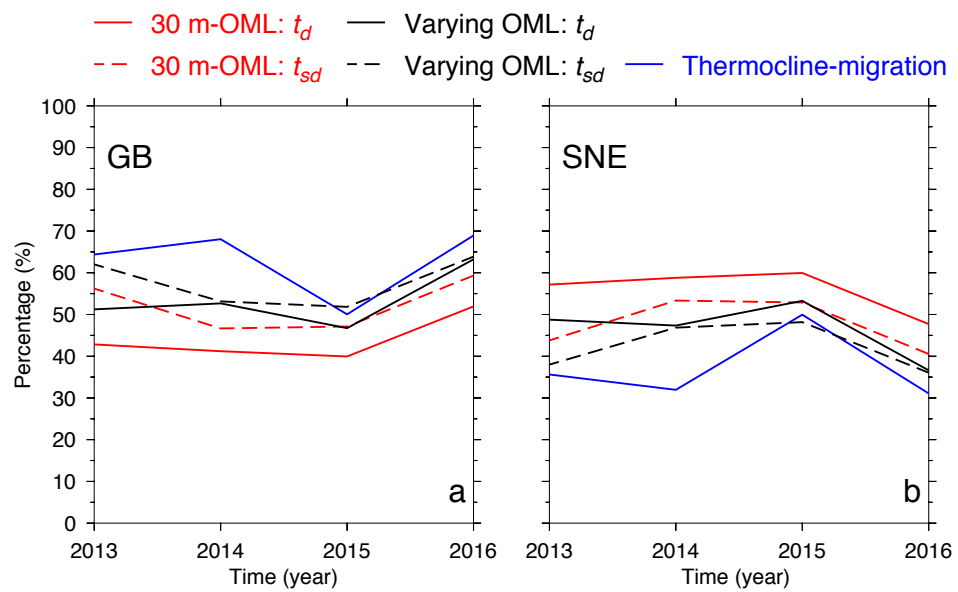 30 m-OML: td Varying OML: td
30 m-OML: tsd Varying OML: tsd Thermocline-migration
Percentage (%)
100
90
80
70
60
50
40
30
20
10
0
GB
a
2013 2014 2015 2016
Time (year)
SNE
b
2013 2014 2015 2016
Time (year)